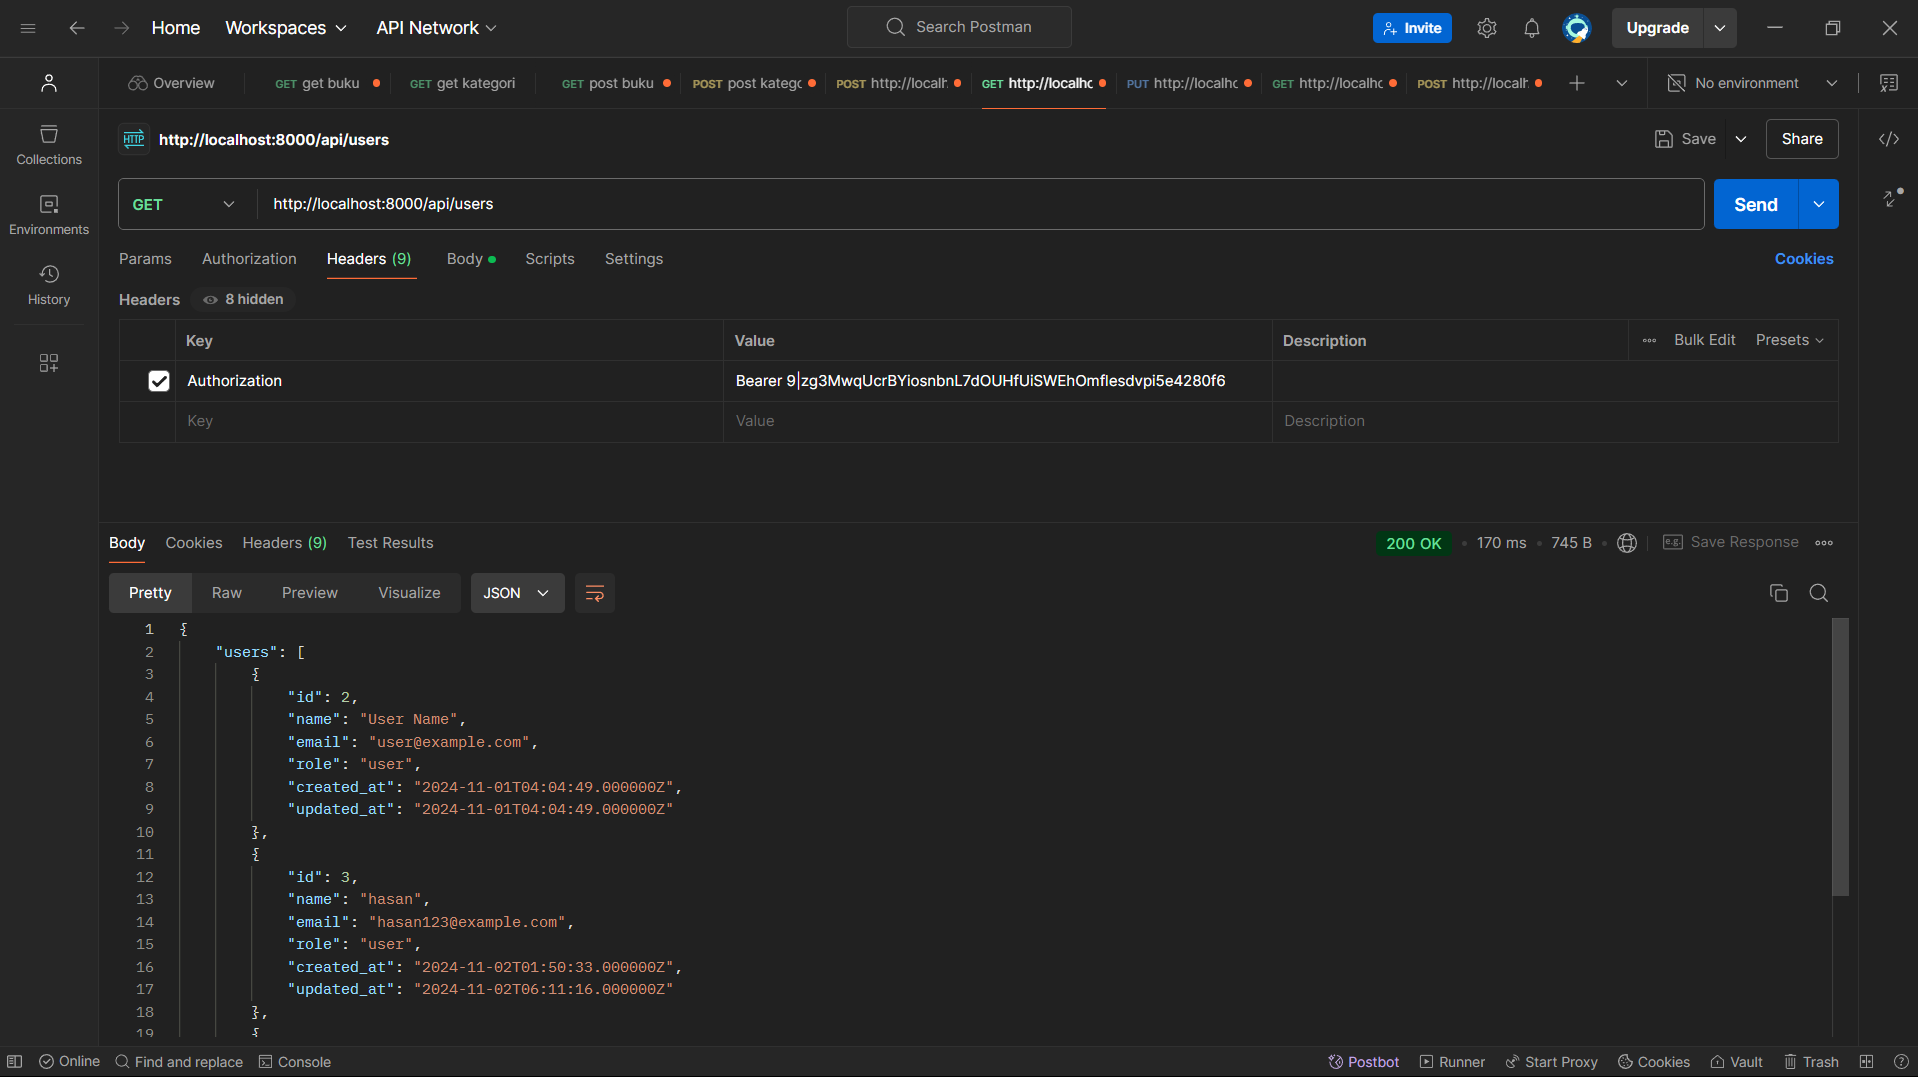 Home Workspaces API Network Search Postman Invite Upgrade
Overview GET get buku GET get kategori GET post buku POST post katego POST http://localh GET http://localhc PUT http://localhc GET http://localhc POST http://localh No environment
HTTP http://localhost:8000/api/users Save Share
Collections
GET http://localhost:8000/api/users Send
Environments
Params Authorization Headers (9) Body Scripts Settings Cookies
History
Headers 8 hidden
Key Value Description Bulk Edit Presets
Authorization Bearer 9|zg3MwqUcrBYiosnbnL7dOUHfUiSWEhOmflesdvpi5e4280f6
Key Value Description
Body Cookies Headers (9) Test Results 200 OK 170 ms 745 B e.g. Save Response
Pretty Raw Preview Visualize JSON
1 {
2 "users": [
3 {
4 "id": 2,
5 "name": "User Name",
6 "email": "user@example.com",
7 "role": "user",
8 "created_at": "2024-11-01T04:04:49.000000Z",
9 "updated_at": "2024-11-01T04:04:49.000000Z"
10 },
11 {
12 "id": 3,
13 "name": "hasan",
14 "email": "hasan123@example.com",
15 "role": "user",
16 "created_at": "2024-11-02T01:50:33.000000Z",
17 "updated_at": "2024-11-02T06:11:16.000000Z"
18 },
19 {
Online Find and replace Console Postbot Runner Start Proxy Cookies Vault Trash